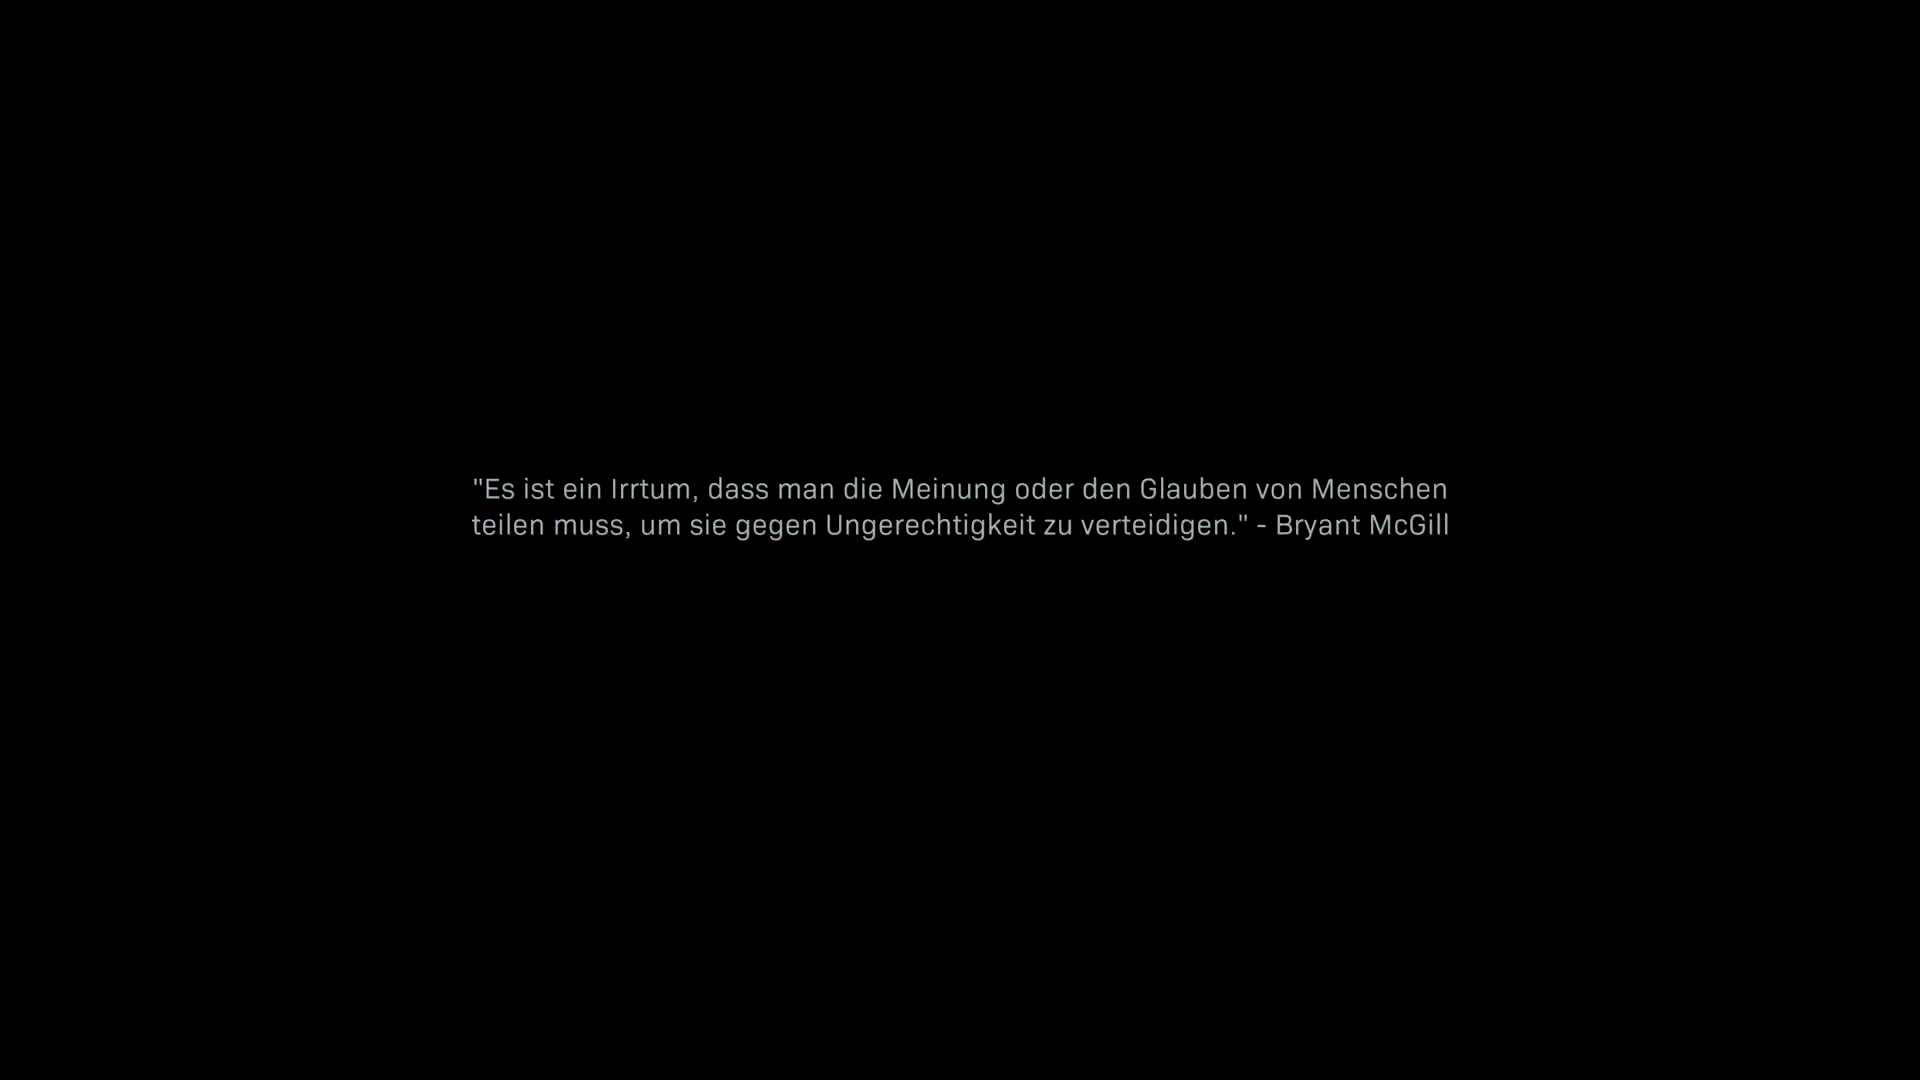 "Es ist ein Irrtum, dass man die Meinung oder den Glauben von Menschen
teilen muss, um sie gegen Ungerechtigkeit zu verteidigen." - Bryant McGill